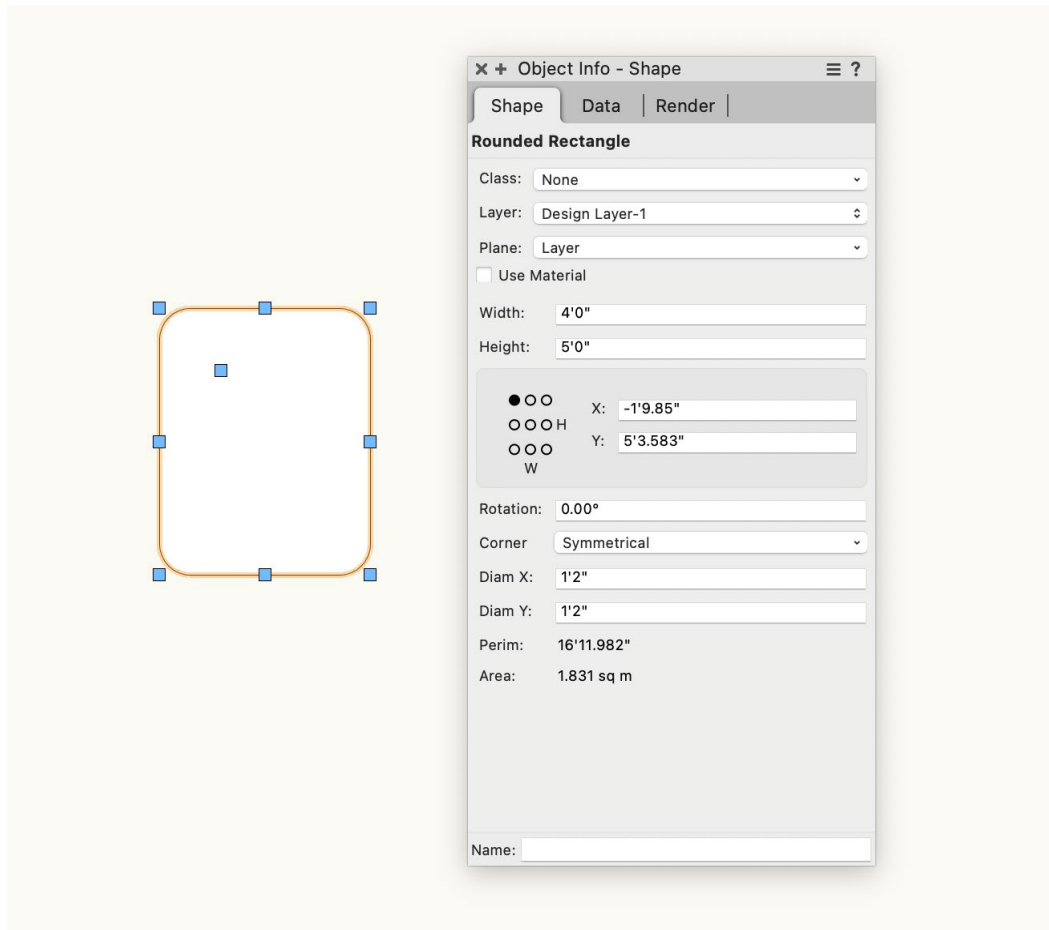 Object Info - Shape ?
Shape Data Render
Rounded Rectangle
Class: None
Layer: Design Layer-1
Plane: Layer
Use Material
Width: 4'0"
Height: 5'0"
X: -1'9.85"
H
Y: 5'3.583"
W
Rotation: 0.00°
Corner Symmetrical
Diam X: 1'2"
Diam Y: 1'2"
Perim: 16'11.982"
Area: 1.831 sq m
Name: